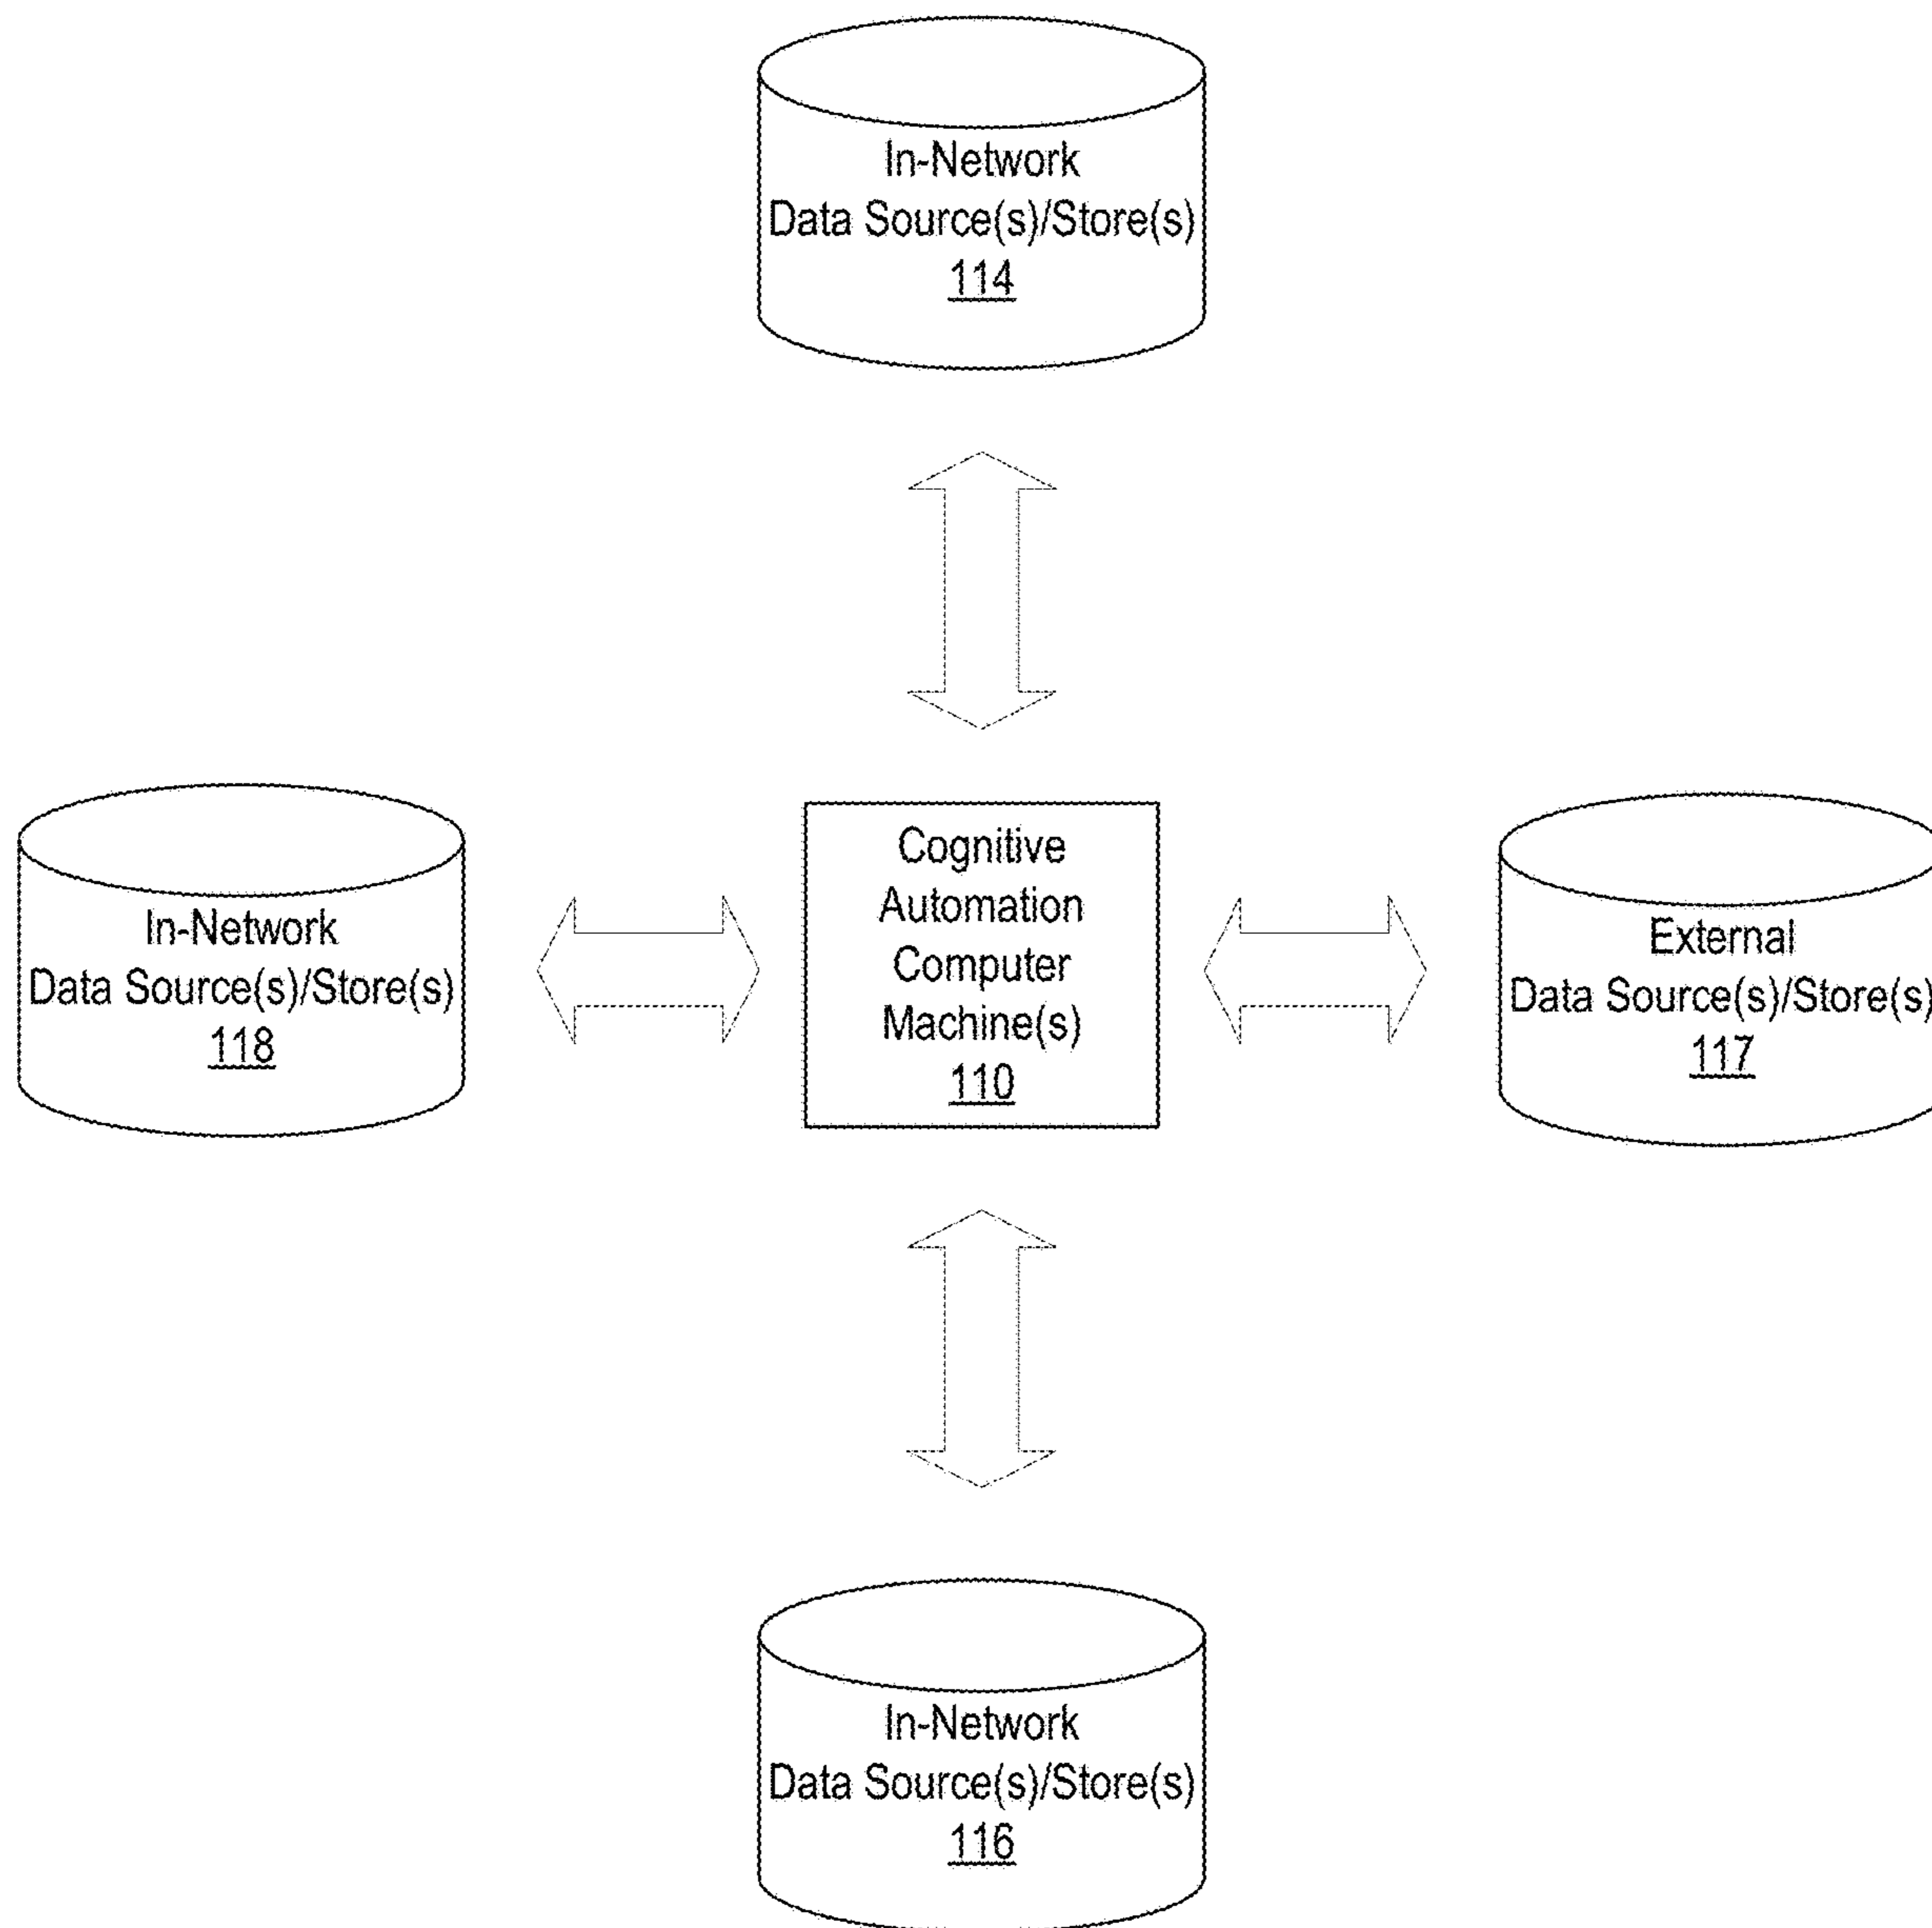 In-Network
Data Source(s)/Store(s)
114
In-Network
Data Source(s)/Store(s)
118
Cognitive
Automation
Computer
Machine(s)
110
External
Data Source(s)/Store(s)
117
In-Network
Data Source(s)/Store(s)
116